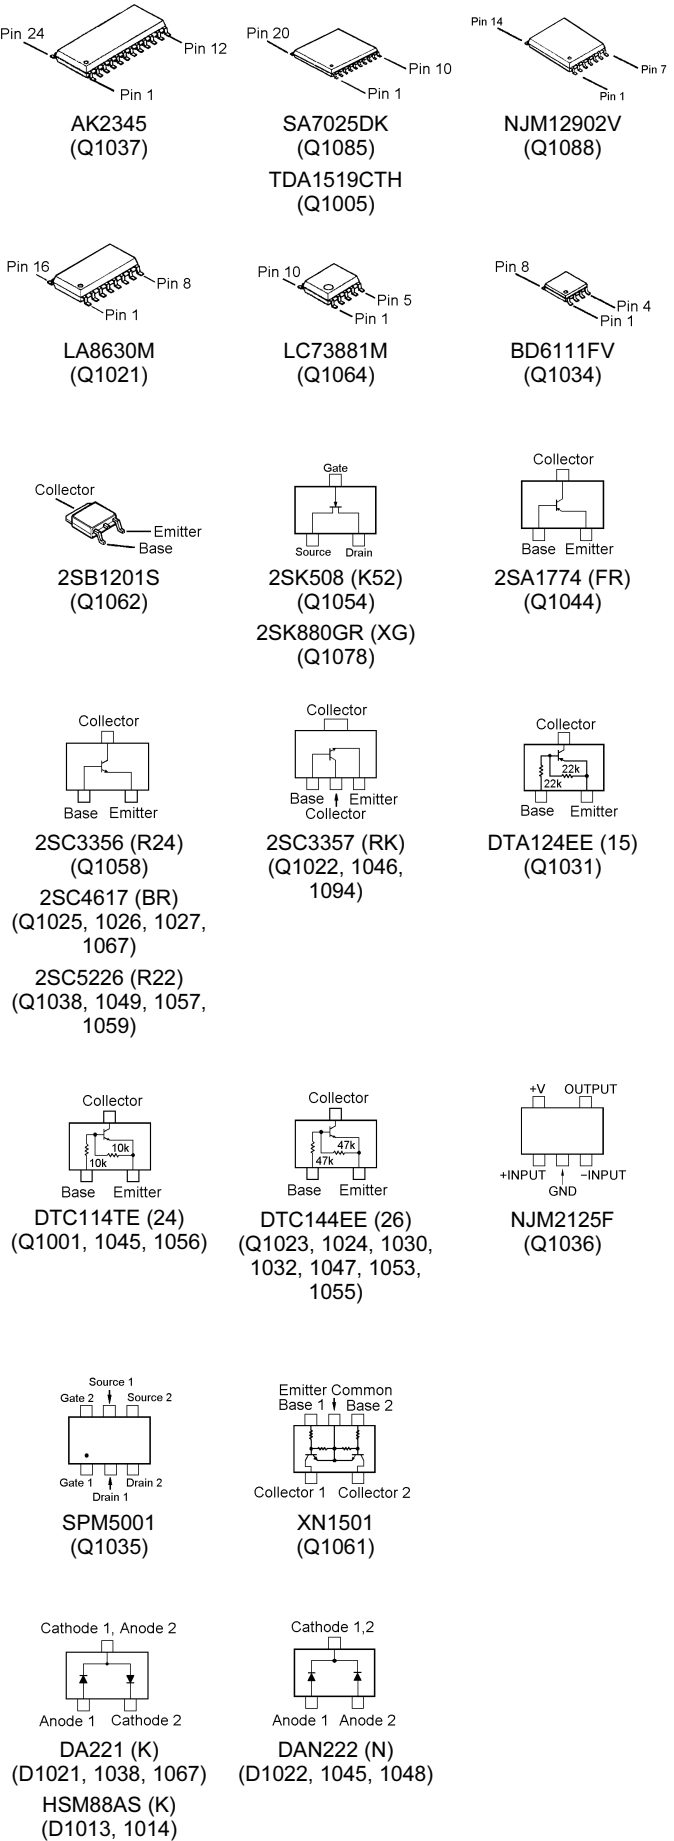 Pin 24
Pin 12
Pin 1
AK2345
(Q1037)
Pin 20
Pin 10
Pin 1
SA7025DK
(Q1085)
TDA1519CTH
(Q1005)
Pin 14
Pin 7
Pin 1
NJM12902V
(Q1088)
Pin 16
Pin 8
Pin 1
LA8630M
(Q1021)
Pin 10
Pin 5
Pin 1
LC73881M
(Q1064)
Pin 8
Pin 4
Pin 1
BD6111FV
(Q1034)
Collector
Emitter
Base
2SB1201S
(Q1062)
Gate
Source Drain
2SK508 (K52)
(Q1054)
2SK880GR (XG)
(Q1078)
Collector
Base Emitter
2SA1774 (FR)
(Q1044)
Collector
Base Emitter
2SC3356 (R24)
(Q1058)
2SC4617 (BR)
(Q1025, 1026, 1027,
1067)
2SC5226 (R22)
(Q1038, 1049, 1057,
1059)
Collector
Base Emitter
Collector
2SC3357 (RK)
(Q1022, 1046,
1094)
Collector
22k
22k
Base Emitter
DTA124EE (15)
(Q1031)
Collector
10k
10k
Base Emitter
DTC114TE (24)
(Q1001, 1045, 1056)
Collector
47k
47k
Base Emitter
DTC144EE (26)
(Q1023, 1024, 1030,
1032, 1047, 1053,
1055)
+V OUTPUT
+INPUT −INPUT
GND
NJM2125F
(Q1036)
Source 1
Gate 2 Source 2
Gate 1 Drain 2
Drain 1
SPM5001
(Q1035)
Emitter Common
Base 1 Base 2
Collector 1 Collector 2
XN1501
(Q1061)
Cathode 1, Anode 2
Anode 1 Cathode 2
DA221 (K)
(D1021, 1038, 1067)
HSM88AS (K)
(D1013, 1014)
Cathode 1,2
Anode 1 Anode 2
DAN222 (N)
(D1022, 1045, 1048)